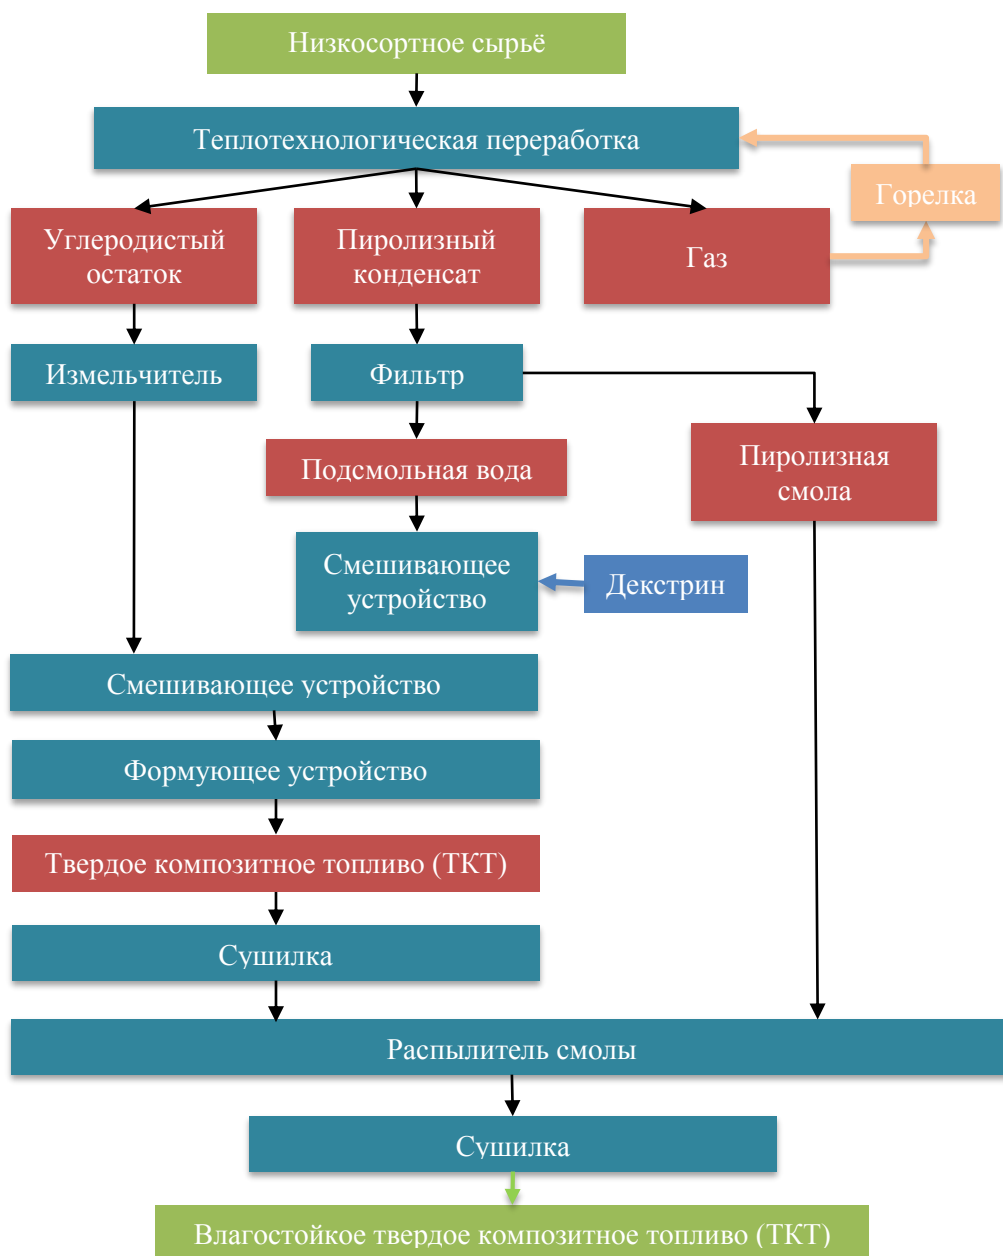 Низкосортное сырьё
Теплотехнологическая переработка
Горелка
Углеродистый
остаток
Пиролизный
конденсат
Газ
Измельчитель
Фильтр
Подсмольная вода
Пиролизная
смола
Смешивающее
устройство
Декстрин
Смешивающее устройство
Формующее устройство
Твердое композитное топливо (ТКТ)
Сушилка
Распылитель смолы
Сушилка
Влагостойкое твердое композитное топливо (ТКТ)